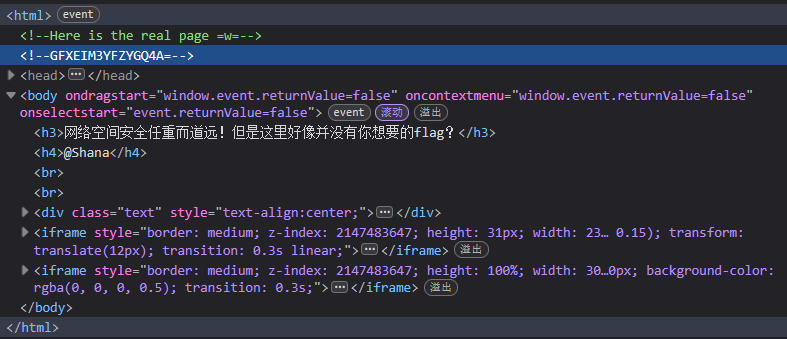 <html> event
<!--Here is the real page =w=-->
<!--GFXEIM3YFZYGQ4A=-->
<head>⋯</head>
<body ondragstart="window.event.returnValue=false" oncontextmenu="window.event.returnValue=false"
onselectstart="event.returnValue=false"> event 滚动 溢出
<h3>网络空间安全任重而道远！但是这里好像并没有你想要的flag？</h3>
<h4>@Shana</h4>
<br>
<br>
<div class="text" style="text-align:center;">⋯</div>
<iframe style="border: medium; z-index: 2147483647; height: 31px; width: 23… 0.15); transform:
translate(12px); transition: 0.3s linear;">⋯</iframe> 溢出
<iframe style="border: medium; z-index: 2147483647; height: 100%; width: 30…0px; background-color:
rgba(0, 0, 0, 0.5); transition: 0.3s;">⋯</iframe> 溢出
</body>
</html>